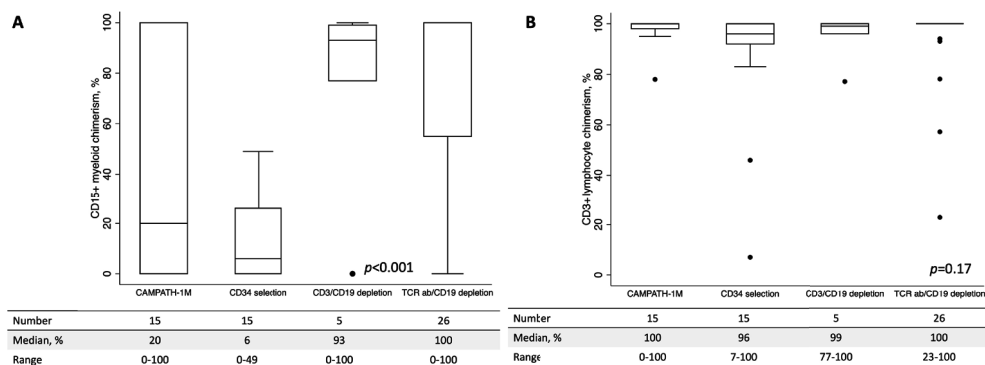 A
CD15+ myeloid chimerism, %
100
80
60
40
20
0
p<0.001
CAMPATH-1M CD34 selection CD3/CD19 depletion TCR ab/CD19 depletion
Number 15 15 5 26
Median, % 20 6 93 100
Range 0-100 0-49 0-100 0-100
B
CD3+ lymphocyte chimerism, %
100
80
60
40
20
0
p=0.17
CAMPATH-1M CD34 selection CD3/CD19 depletion TCR ab/CD19 depletion
Number 15 15 5 26
Median, % 100 96 99 100
Range 0-100 7-100 77-100 23-100